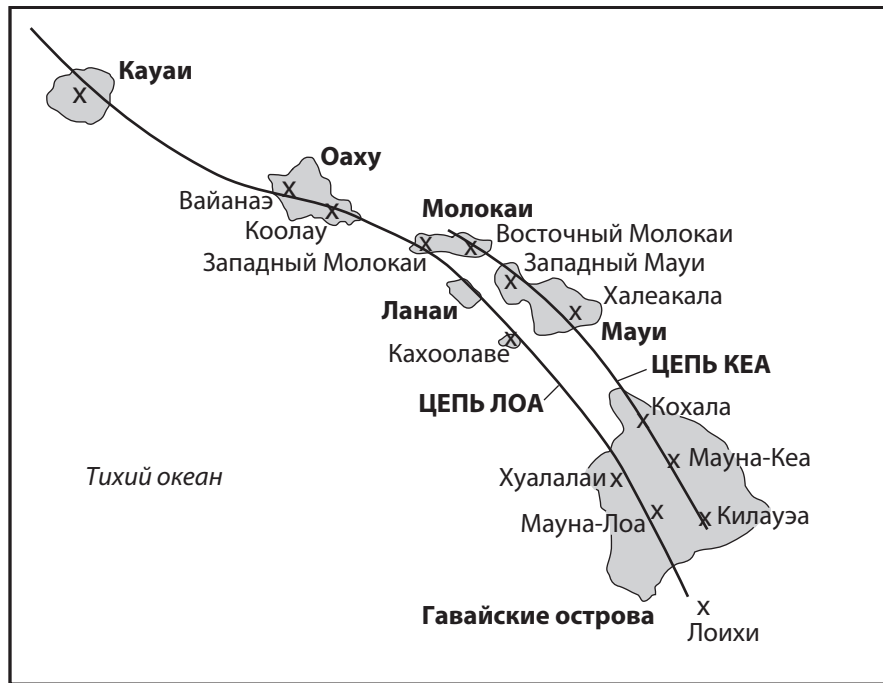 Кауаи
Оаху
Вайанаэ
Коолау
Молокаи
Восточный Молокаи
Западный Молокаи
Западный Мауи
Халеакала
Ланаи
Мауи
Кахоолаве
ЦЕПЬ КЕА
ЦЕПЬ ЛОА
Кохала
Мауна-Кеа
Тихий океан
Хуалалаи
Мауна-Лоа
Килауэа
Гавайские острова
Лоихи